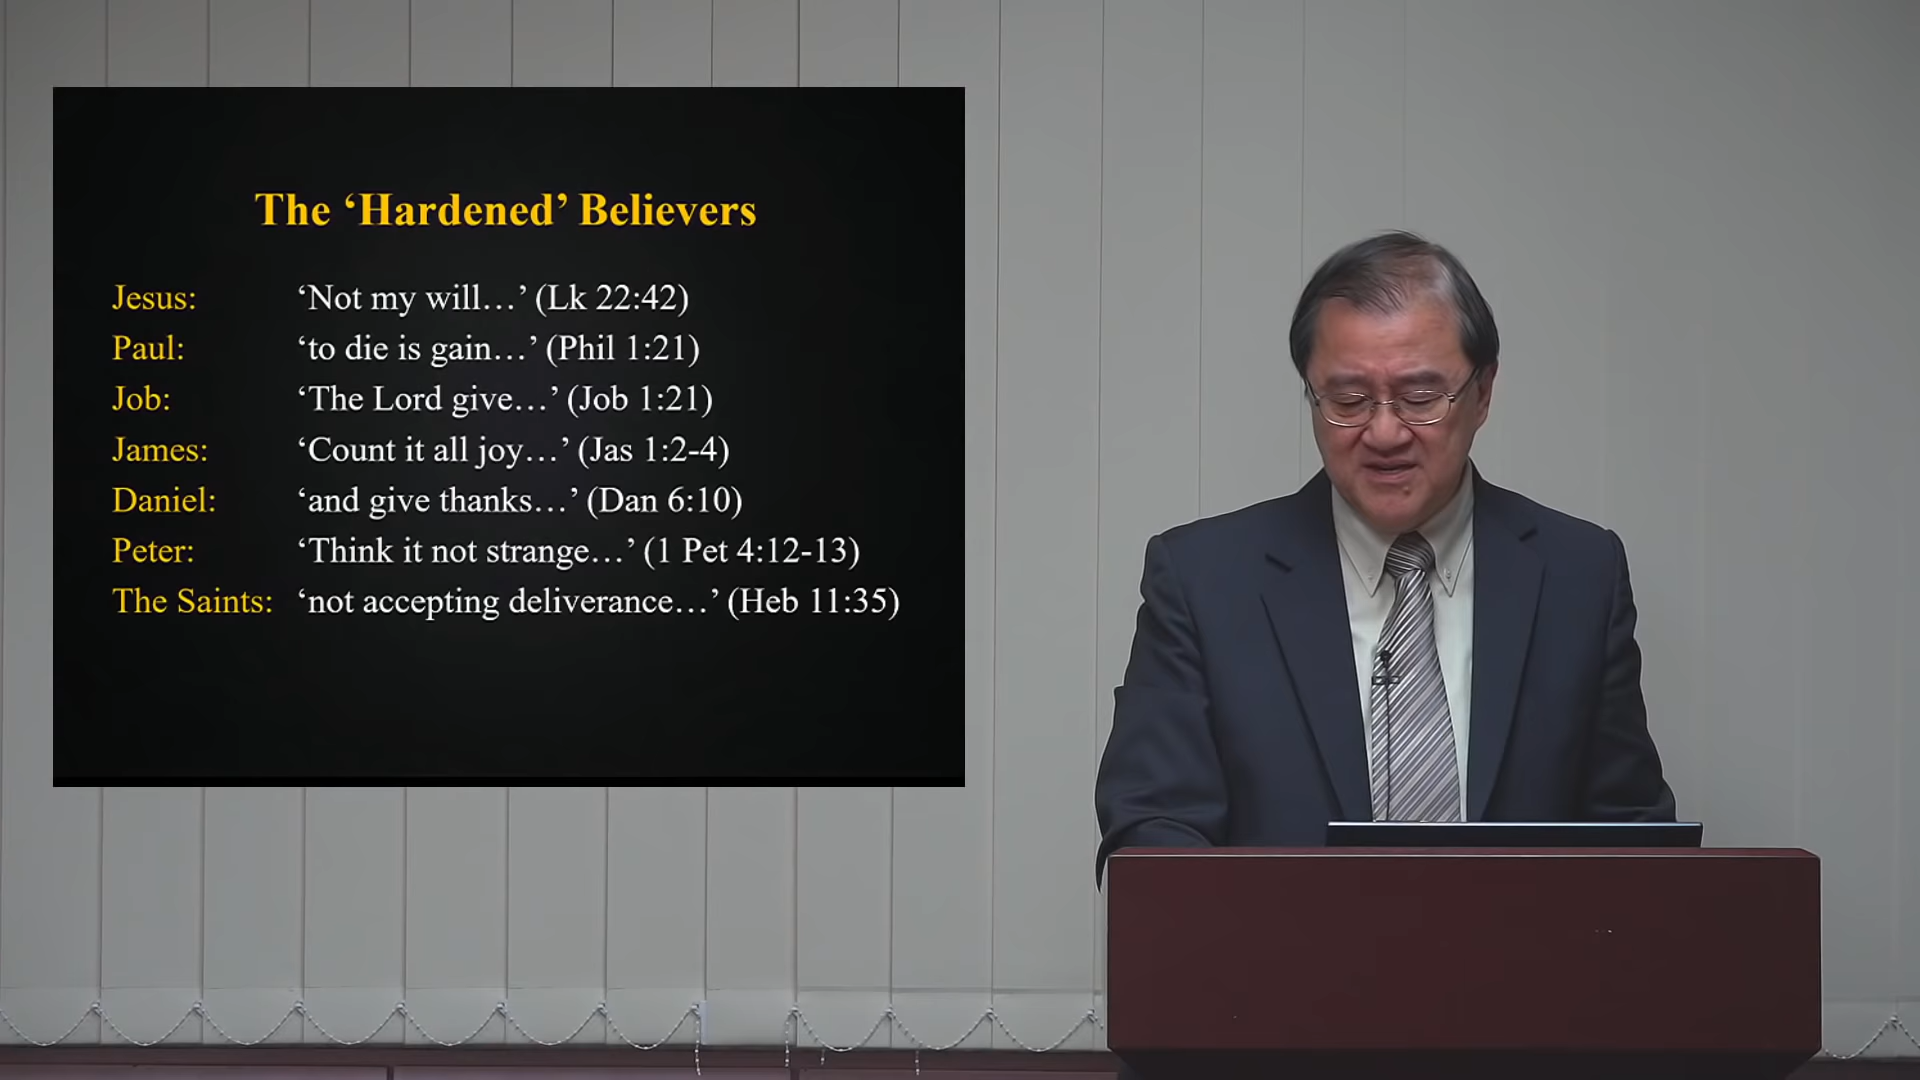 The ‘Hardened’ Believers
Jesus: ‘Not my will…’ (Lk 22:42)
Paul: ‘to die is gain…’ (Phil 1:21)
Job: ‘The Lord give…’ (Job 1:21)
James: ‘Count it all joy…’ (Jas 1:2-4)
Daniel: ‘and give thanks…’ (Dan 6:10)
Peter: ‘Think it not strange…’ (1 Pet 4:12-13)
The Saints: ‘not accepting deliverance…’ (Heb 11:35)